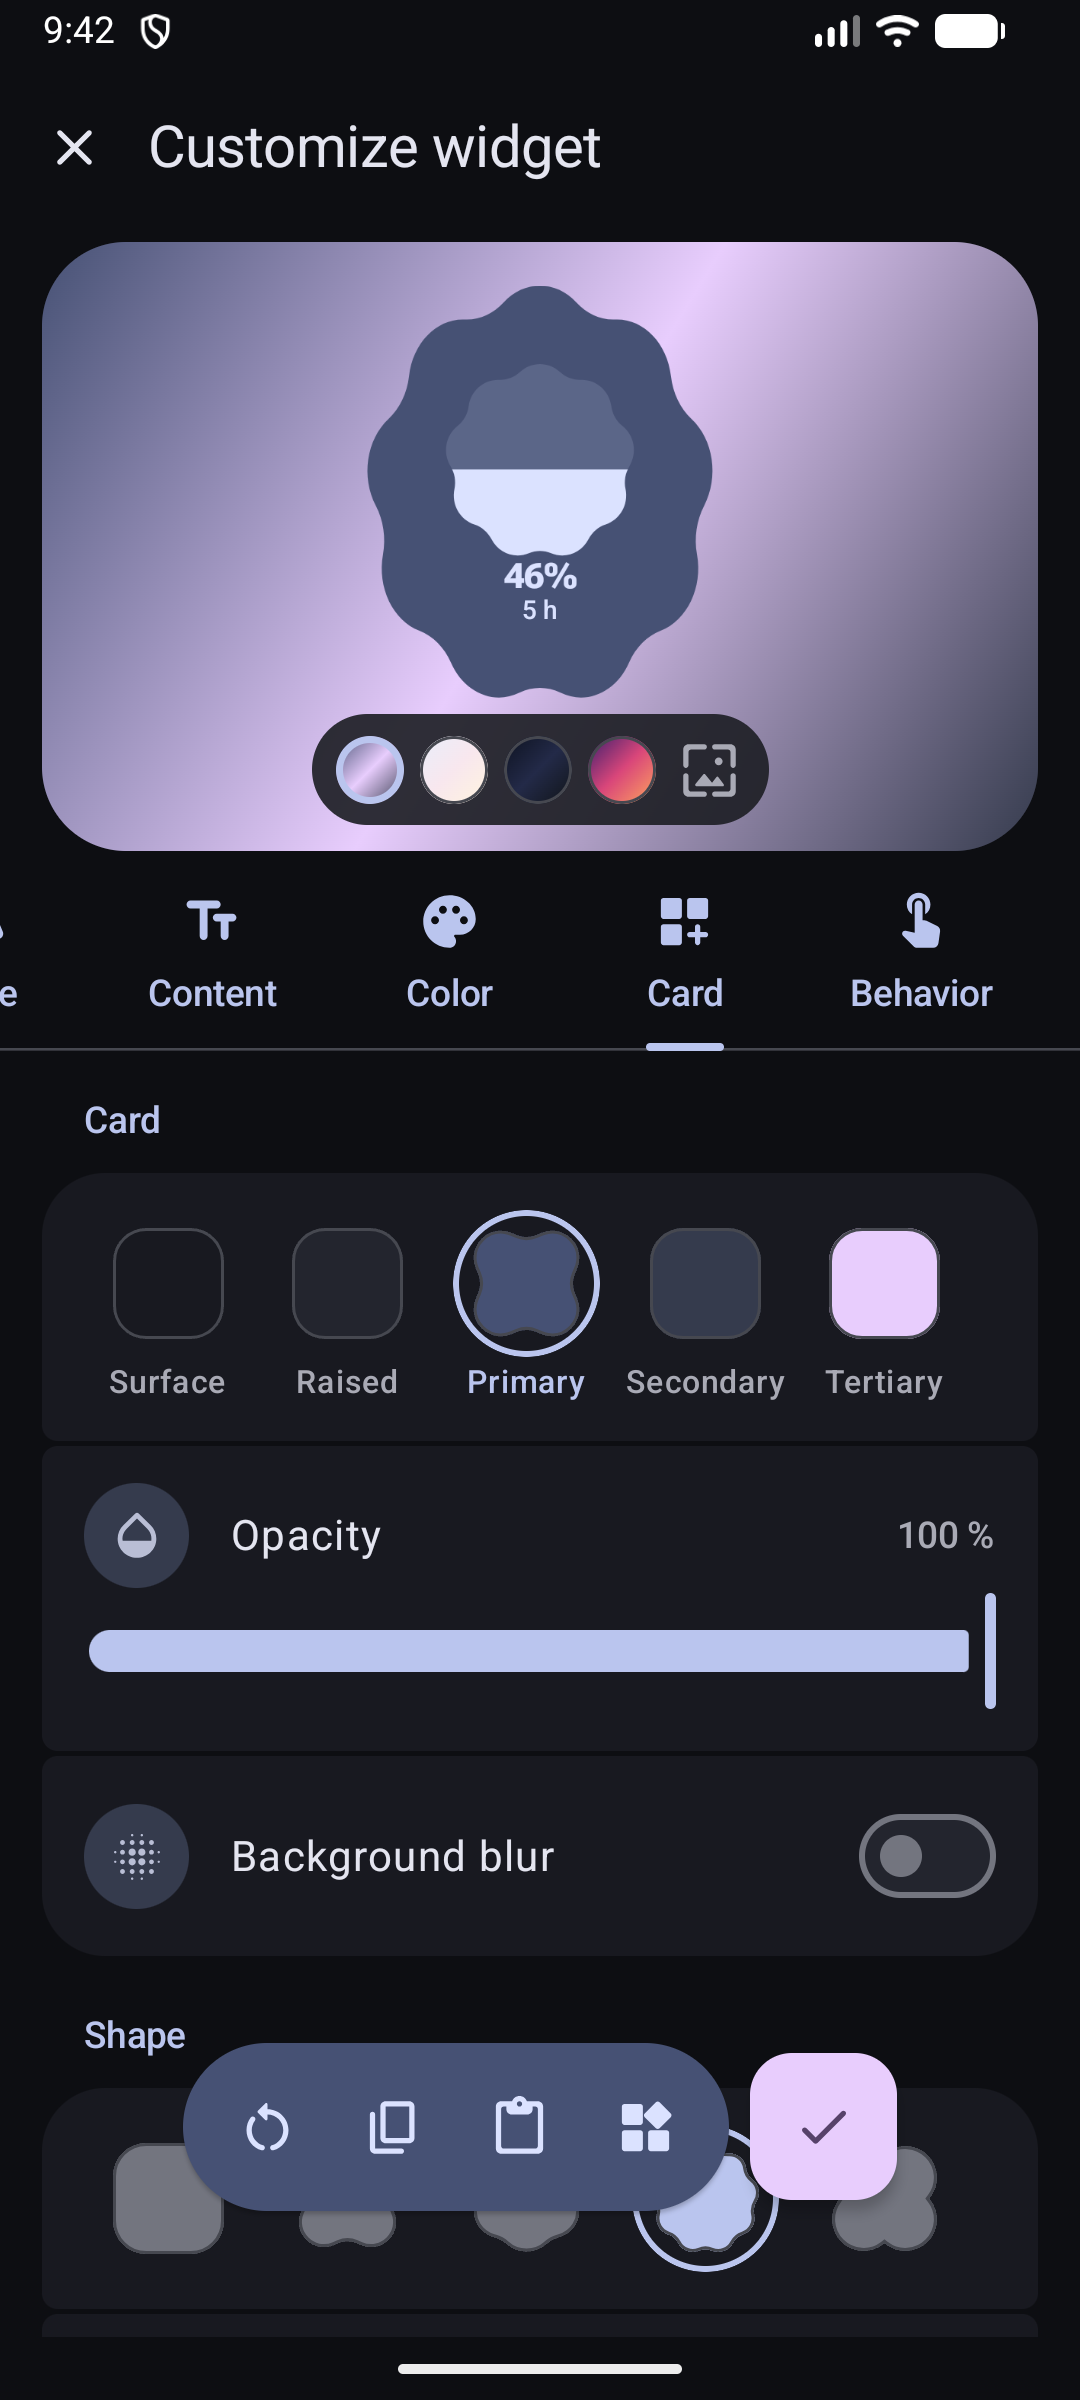 9:42
Customize widget
46%
5 h
e
Content
Color
Card
Behavior
Card
Surface
Raised
Primary
Secondary
Tertiary
Opacity
100 %
Background blur
Shape